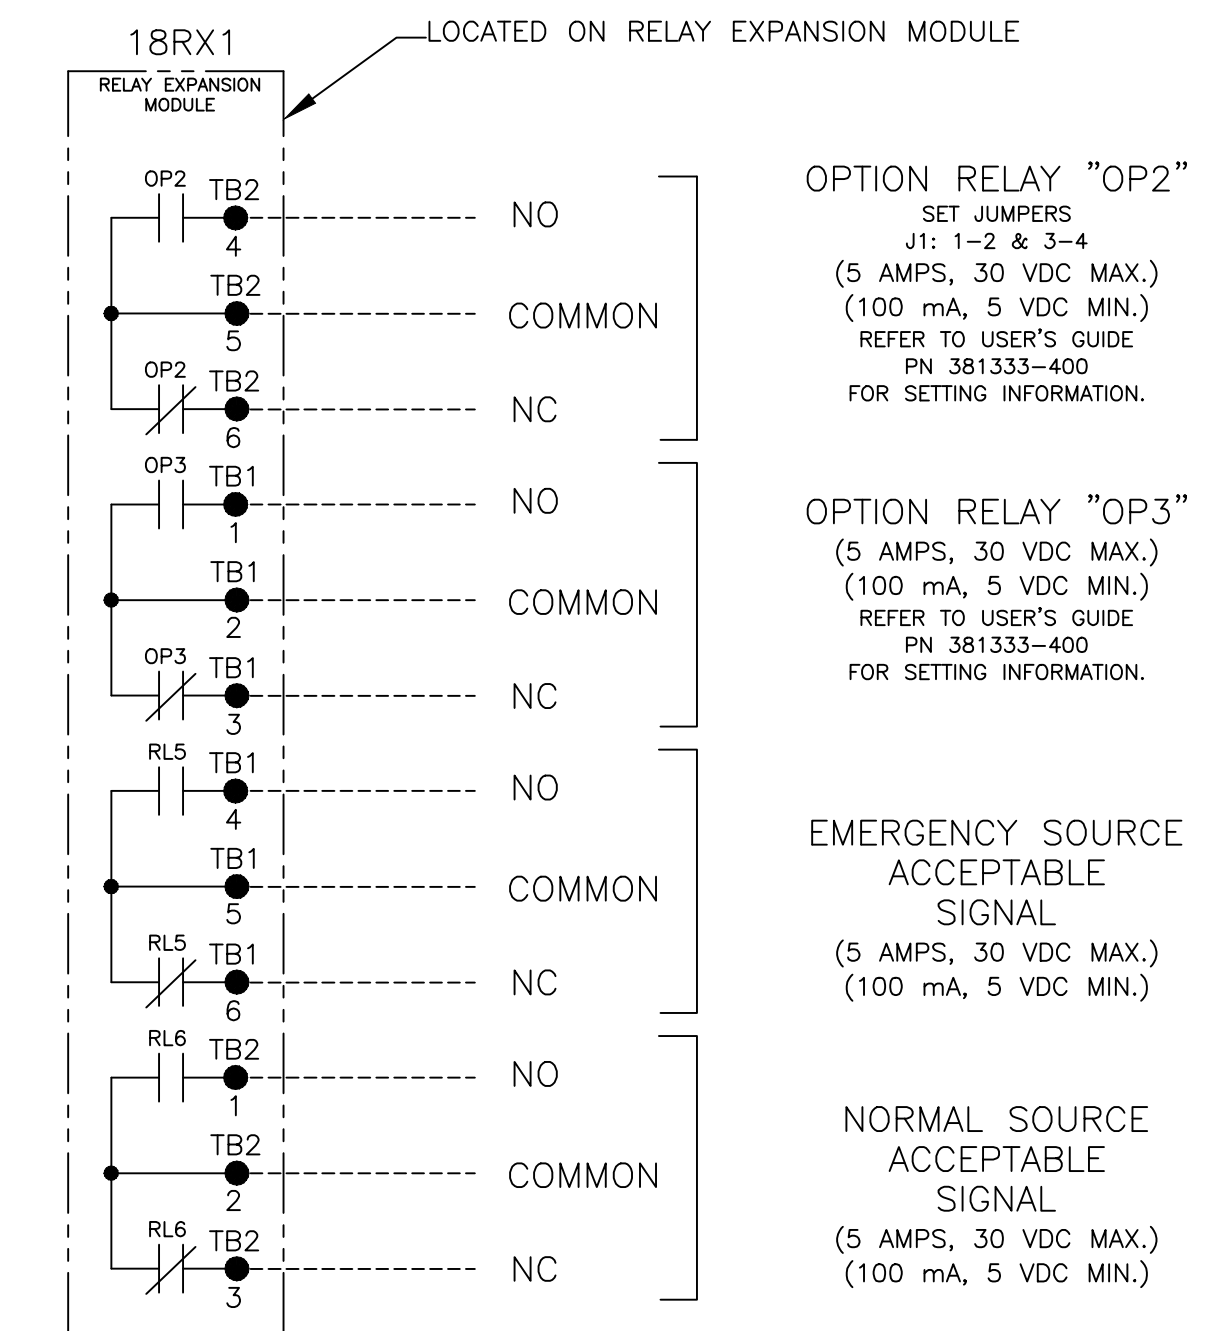 18RX1
LOCATED ON RELAY EXPANSION MODULE
RELAY EXPANSION
MODULE
OP2
TB2
4
NO
TB2
5
COMMON
OP2
TB2
6
NC
OPTION RELAY "OP2"
SET JUMPERS
J1: 1-2 & 3-4
(5 AMPS, 30 VDC MAX.)
(100 mA, 5 VDC MIN.)
REFER TO USER'S GUIDE
PN 381333-400
FOR SETTING INFORMATION.
OP3
TB1
1
NO
TB1
2
COMMON
OP3
TB1
3
NC
OPTION RELAY "OP3"
(5 AMPS, 30 VDC MAX.)
(100 mA, 5 VDC MIN.)
REFER TO USER'S GUIDE
PN 381333-400
FOR SETTING INFORMATION.
RL5
TB1
4
NO
TB1
5
COMMON
RL5
TB1
6
NC
EMERGENCY SOURCE
ACCEPTABLE
SIGNAL
(5 AMPS, 30 VDC MAX.)
(100 mA, 5 VDC MIN.)
RL6
TB2
1
NO
TB2
2
COMMON
RL6
TB2
3
NC
NORMAL SOURCE
ACCEPTABLE
SIGNAL
(5 AMPS, 30 VDC MAX.)
(100 mA, 5 VDC MIN.)